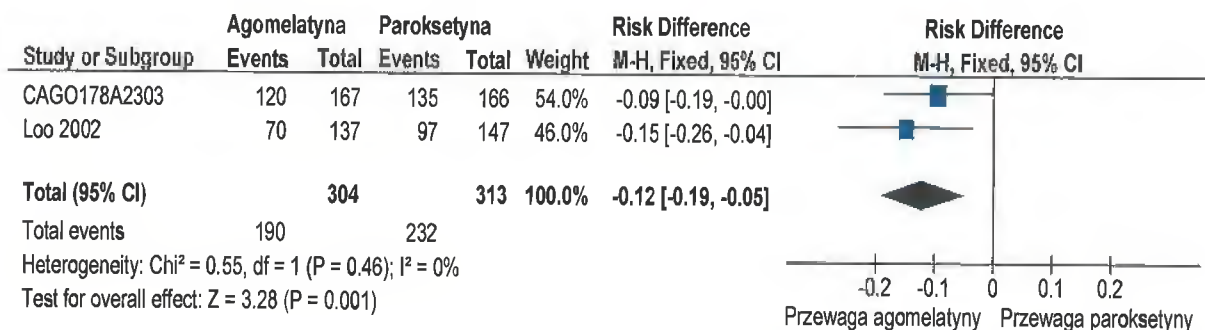 Agomelatyna Paroksetyna Risk Difference Risk Difference
Study or Subgroup Events Total Events Total Weight M-H, Fixed, 95% CI M-H, Fixed, 95% CI
CAGO178A2303 120 167 135 166 54.0% -0.09 [-0.19, -0.00]
Loo 2002 70 137 97 147 46.0% -0.15 [-0.26, -0.04]
Total (95% CI) 304 313 100.0% -0.12 [-0.19, -0.05]
Total events 190 232
Heterogeneity: Chi² = 0.55, df = 1 (P = 0.46); I² = 0%
Test for overall effect: Z = 3.28 (P = 0.001)
-0.2 -0.1 0 0.1 0.2
Przewaga agomelatyny Przewaga paroksetyny